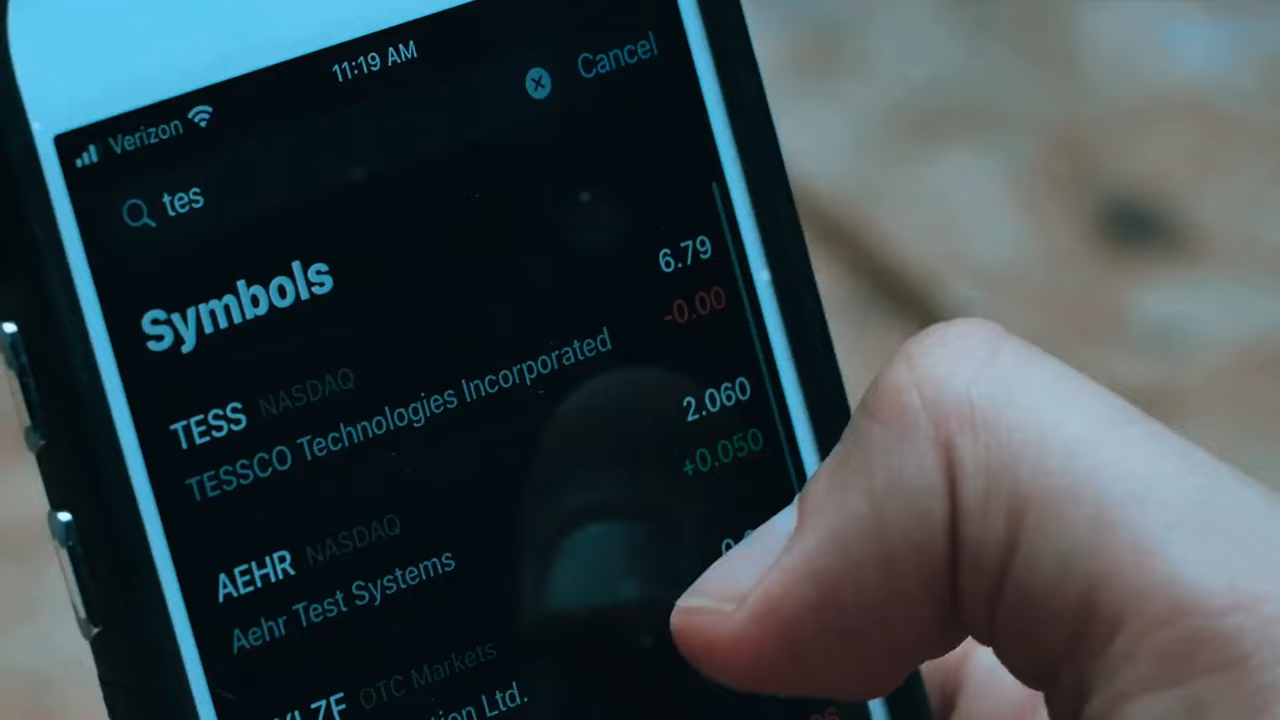 11:19 AM
Verizon
Cancel
tes
Symbols
TESS NASDAQ 6.79
TESSCO Technologies Incorporated -0.00
AEHR NASDAQ 2.060
Aehr Test Systems +0.050
OTC Markets
Ltd.